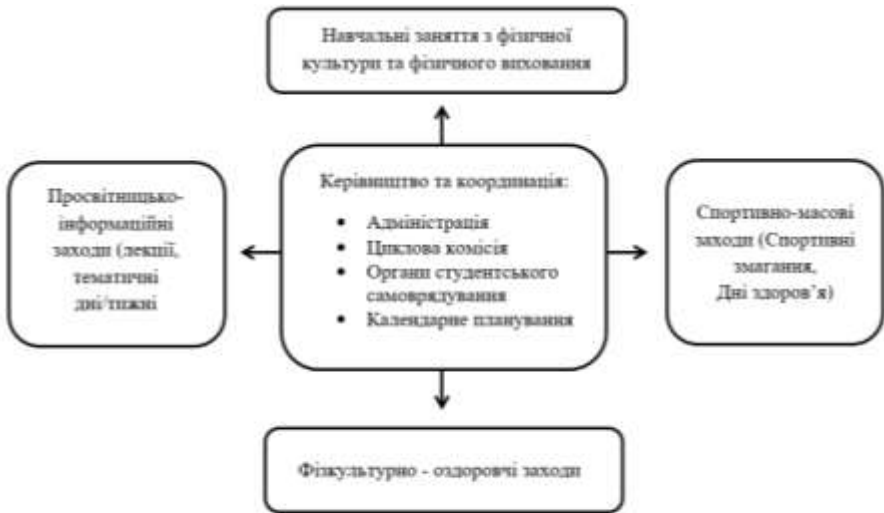 Навчальні заняття з фізичної
культури та фізичного виховання
Просвітницько-
інформаційні
заходи (лекції,
тематичні
дні/тижні
Керівництво та координація:
• Адміністрація
• Циклова комісія
• Органи студентського
самоврядування
• Календарне планування
Спортивно-масові
заходи (Спортивні
змагання,
Дні здоров’я)
Фізкультурно - оздоровчі заходи